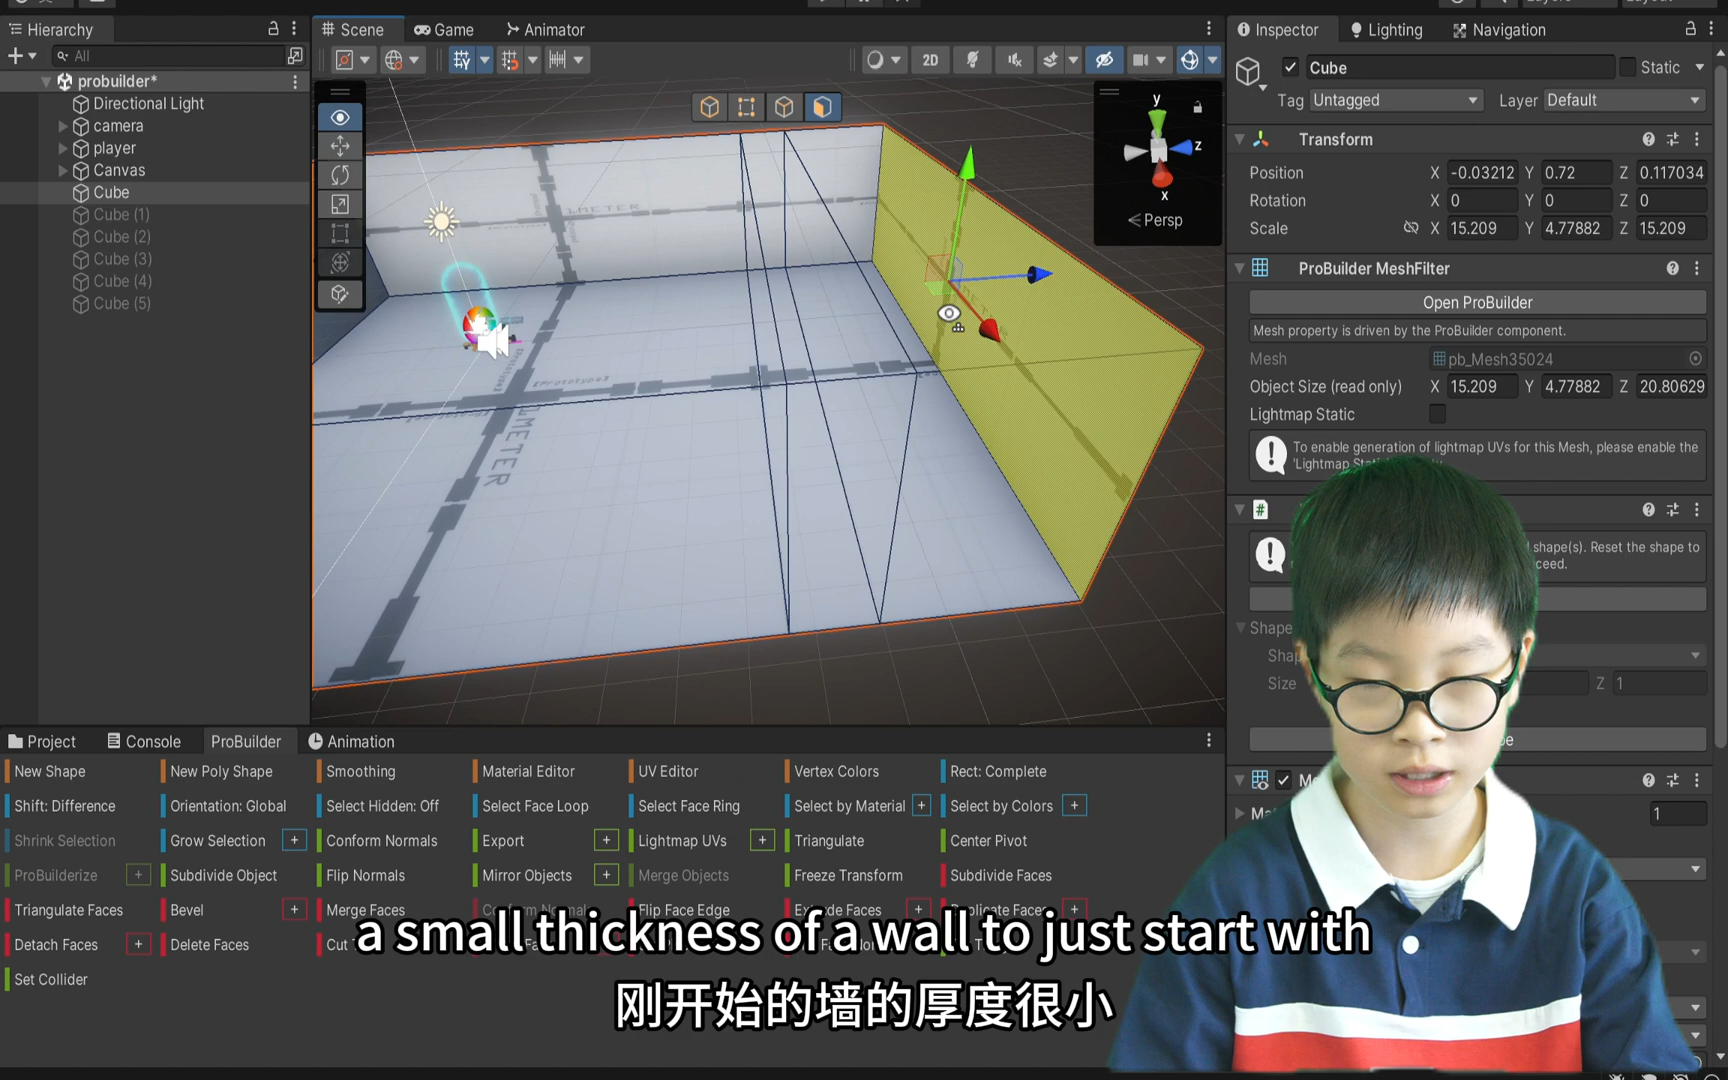 Hierarchy
Scene
Game
Animator
Inspector
Lighting
Navigation
All
2D
Cube
Static
Tag Untagged
Layer Default
probuilder*
Directional Light
camera
player
Canvas
Cube
Cube (1)
Cube (2)
Cube (3)
Cube (4)
Cube (5)
y
z
x
Persp
Transform
Position X -0.03212 Y 0.72 Z 0.117034
Rotation X 0 Y 0 Z 0
Scale X 15.209 Y 4.77882 Z 15.209
ProBuilder MeshFilter
Open ProBuilder
Mesh property is driven by the ProBuilder component.
Mesh pb_Mesh35024
Object Size (read only) X 15.209 Y 4.77882 Z 20.80629
Lightmap Static
To enable generation of lightmap UVs for this Mesh, please enable the
'Lightmap
shape(s). Reset the shape to
Shape
Size Z 1
1
Project
Console
ProBuilder
Animation
New Shape
New Poly Shape
Smoothing
Material Editor
UV Editor
Vertex Colors
Rect: Complete
Shift: Difference
Orientation: Global
Select Hidden: Off
Select Face Loop
Select Face Ring
Select by Material
Select by Colors
Shrink Selection
Grow Selection
Conform Normals
Export
Lightmap UVs
Triangulate
Center Pivot
ProBuilderize
Subdivide Object
Flip Normals
Mirror Objects
Merge Objects
Freeze Transform
Subdivide Faces
Triangulate Faces
Bevel
Merge Faces
Flip Face Edge
Extrude Faces
Duplicate Faces
Detach Faces
Delete Faces
Set Collider
a small thickness of a wall to just start with
刚开始的墙的厚度很小